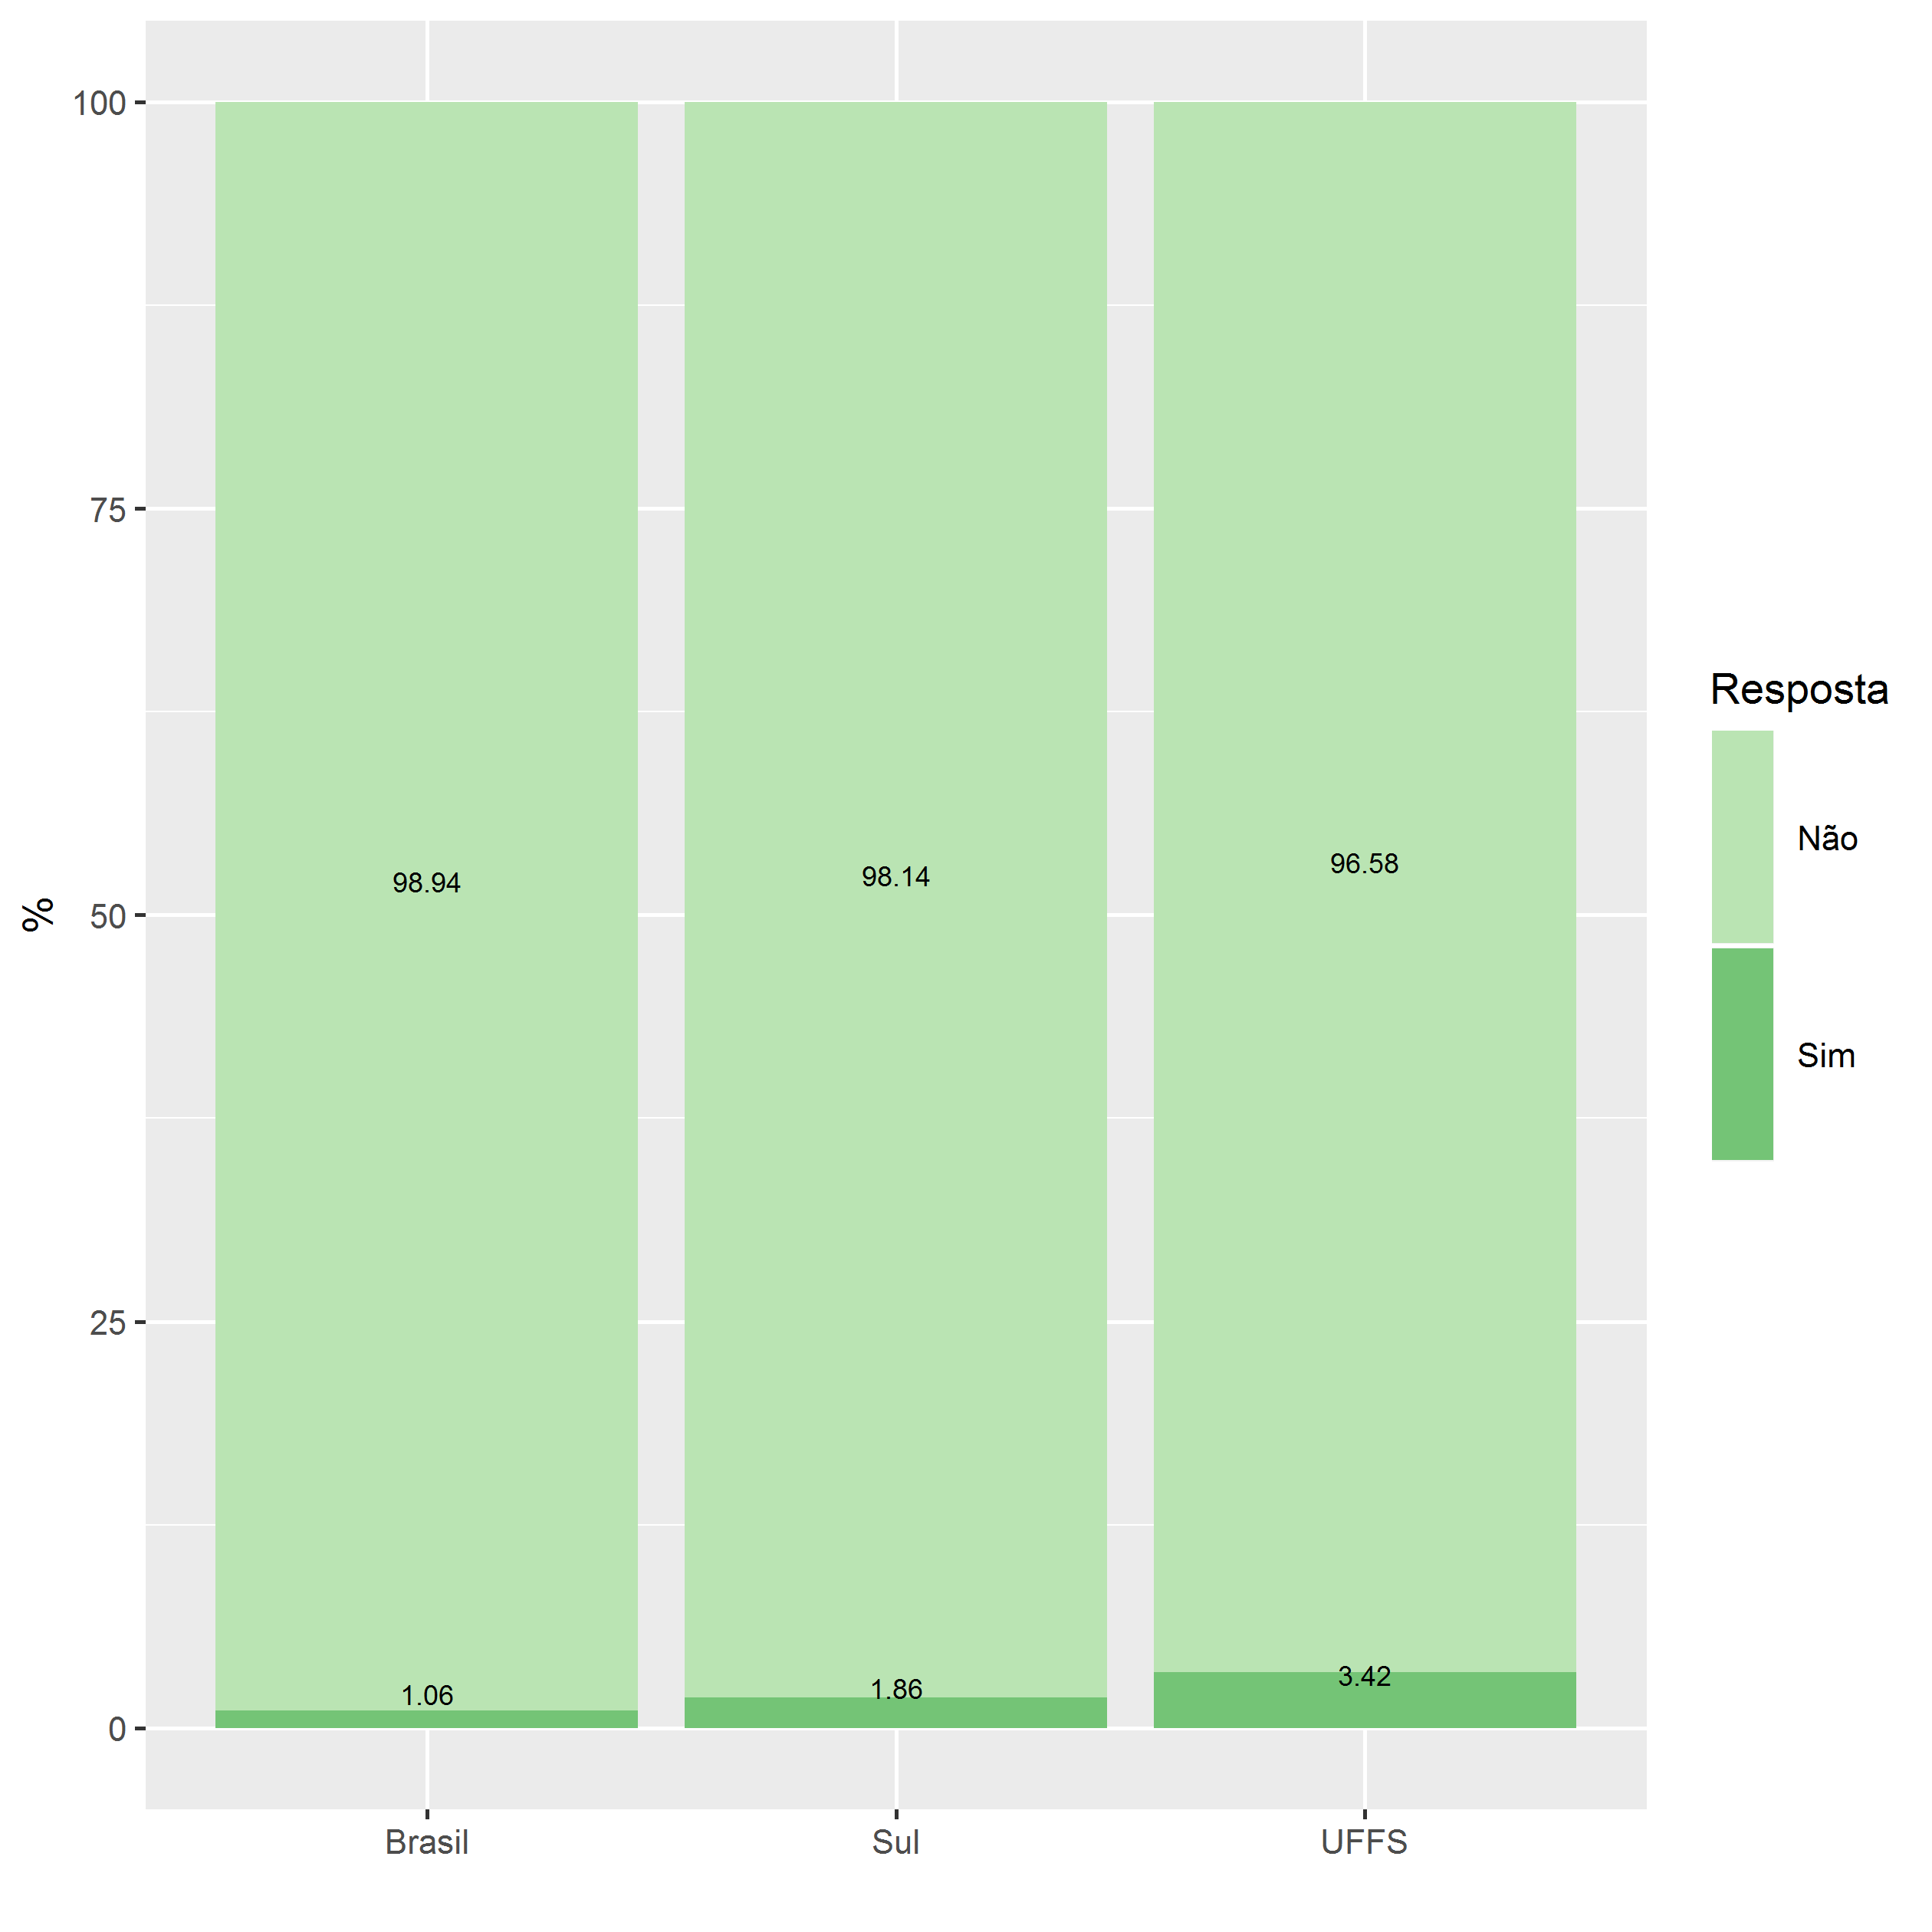 100
75
50
25
0
%
98.94
98.14
96.58
1.06
1.86
3.42
Brasil
Sul
UFFS
Resposta
Não
Sim